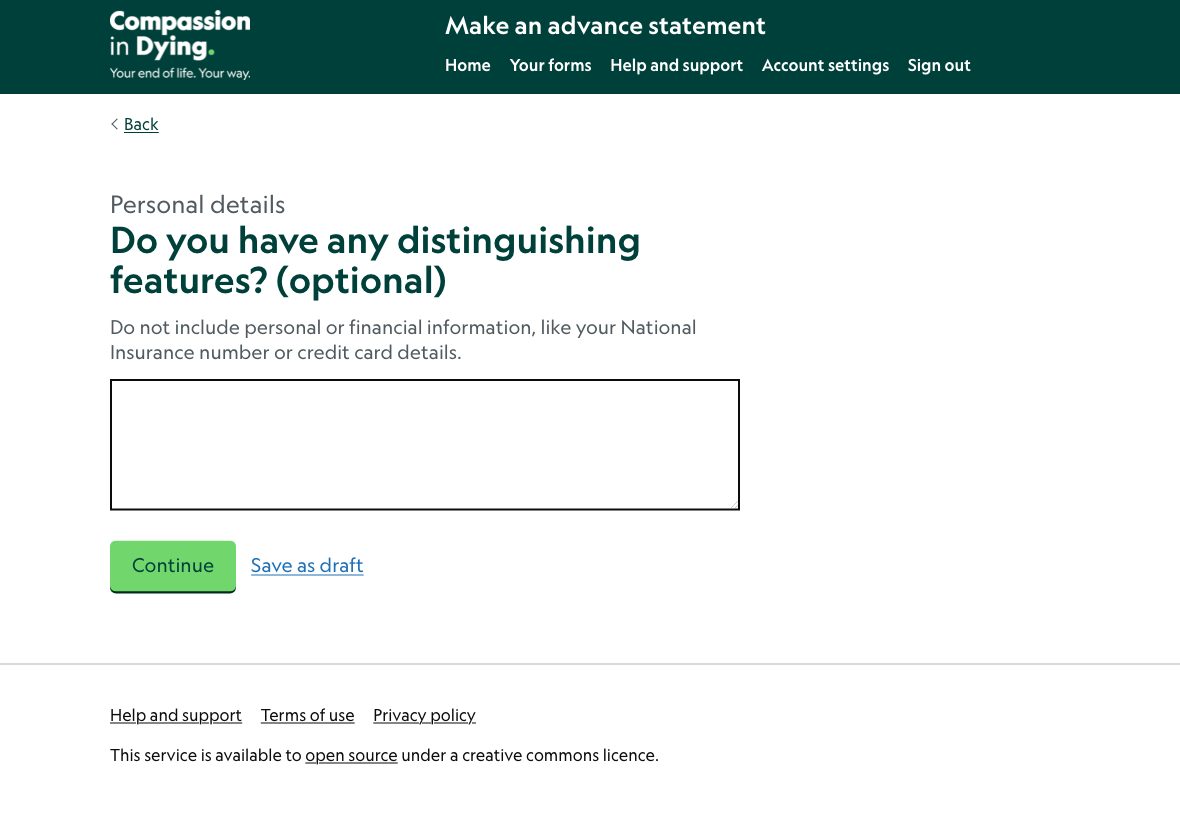 Compassion
in Dying.
Your end of life. Your way.
Make an advance statement
Home Your forms Help and support Account settings Sign out
< Back
Personal details
Do you have any distinguishing
features? (optional)
Do not include personal or financial information, like your National
Insurance number or credit card details.
Continue Save as draft
Help and support Terms of use Privacy policy
This service is available to open source under a creative commons licence.